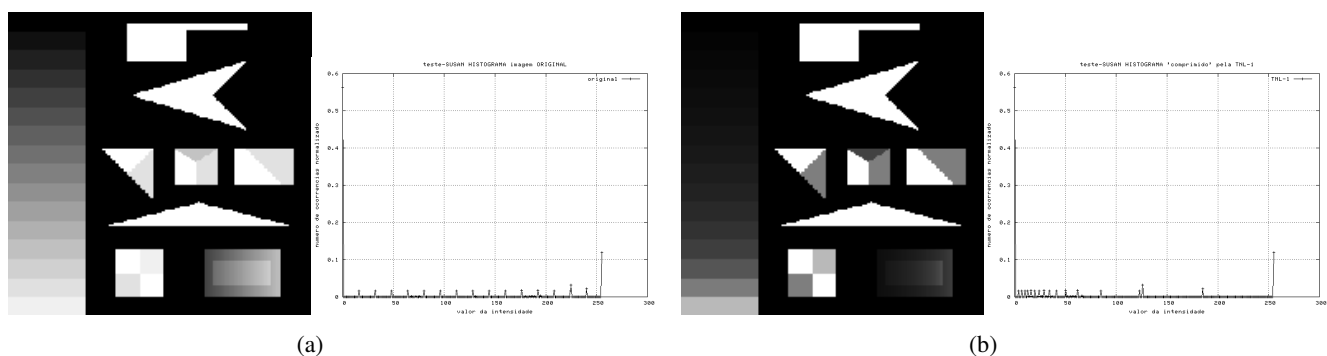 teste-SUSAN HISTOGRAMA imagem ORIGINAL
original
numero de ocorrencias normalizado
0.6
0.5
0.4
0.3
0.2
0.1
0
0 50 100 150 200 250 300
valor da intensidade
(a)
teste-SUSAN HISTOGRAMA 'comprimido' pela TNL-1
TNL-1
numero de ocorrencias normalizado
0.6
0.5
0.4
0.3
0.2
0.1
0
0 50 100 150 200 250 300
valor da intensidade
(b)